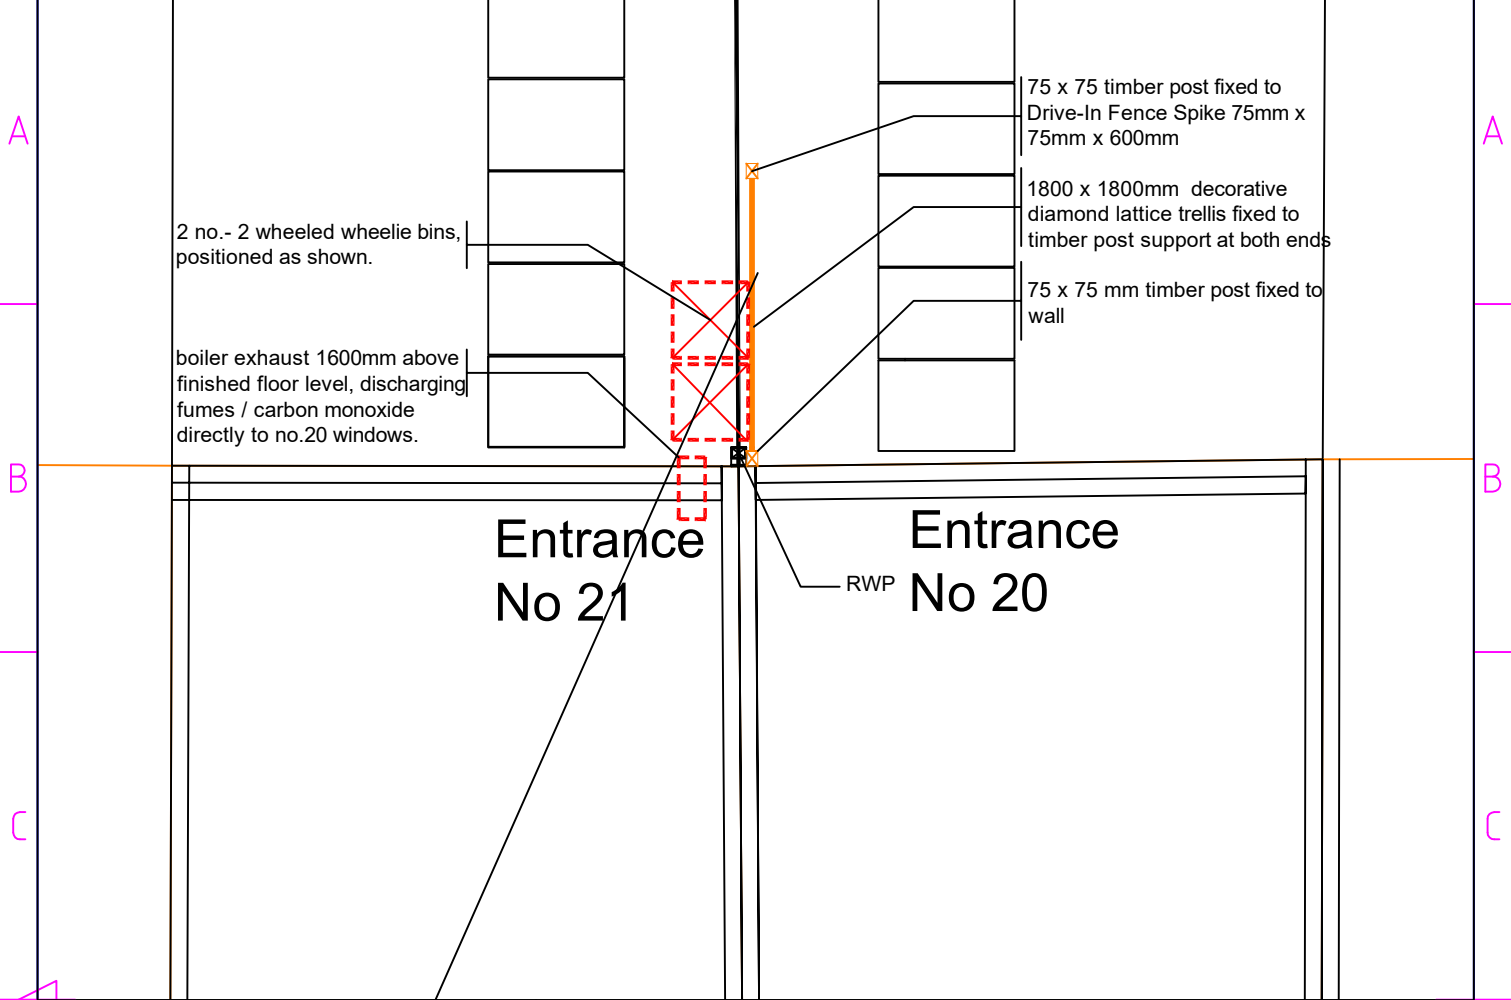 A
A
75 x 75 timber post fixed to
Drive-In Fence Spike 75mm x
75mm x 600mm
1800 x 1800mm decorative
diamond lattice trellis fixed to
timber post support at both ends
2 no.- 2 wheeled wheelie bins,
positioned as shown.
75 x 75 mm timber post fixed to
wall
boiler exhaust 1600mm above
finished floor level, discharging
fumes / carbon monoxide
directly to no.20 windows.
B
B
Entrance
No 21
RWP
Entrance
No 20
C
C